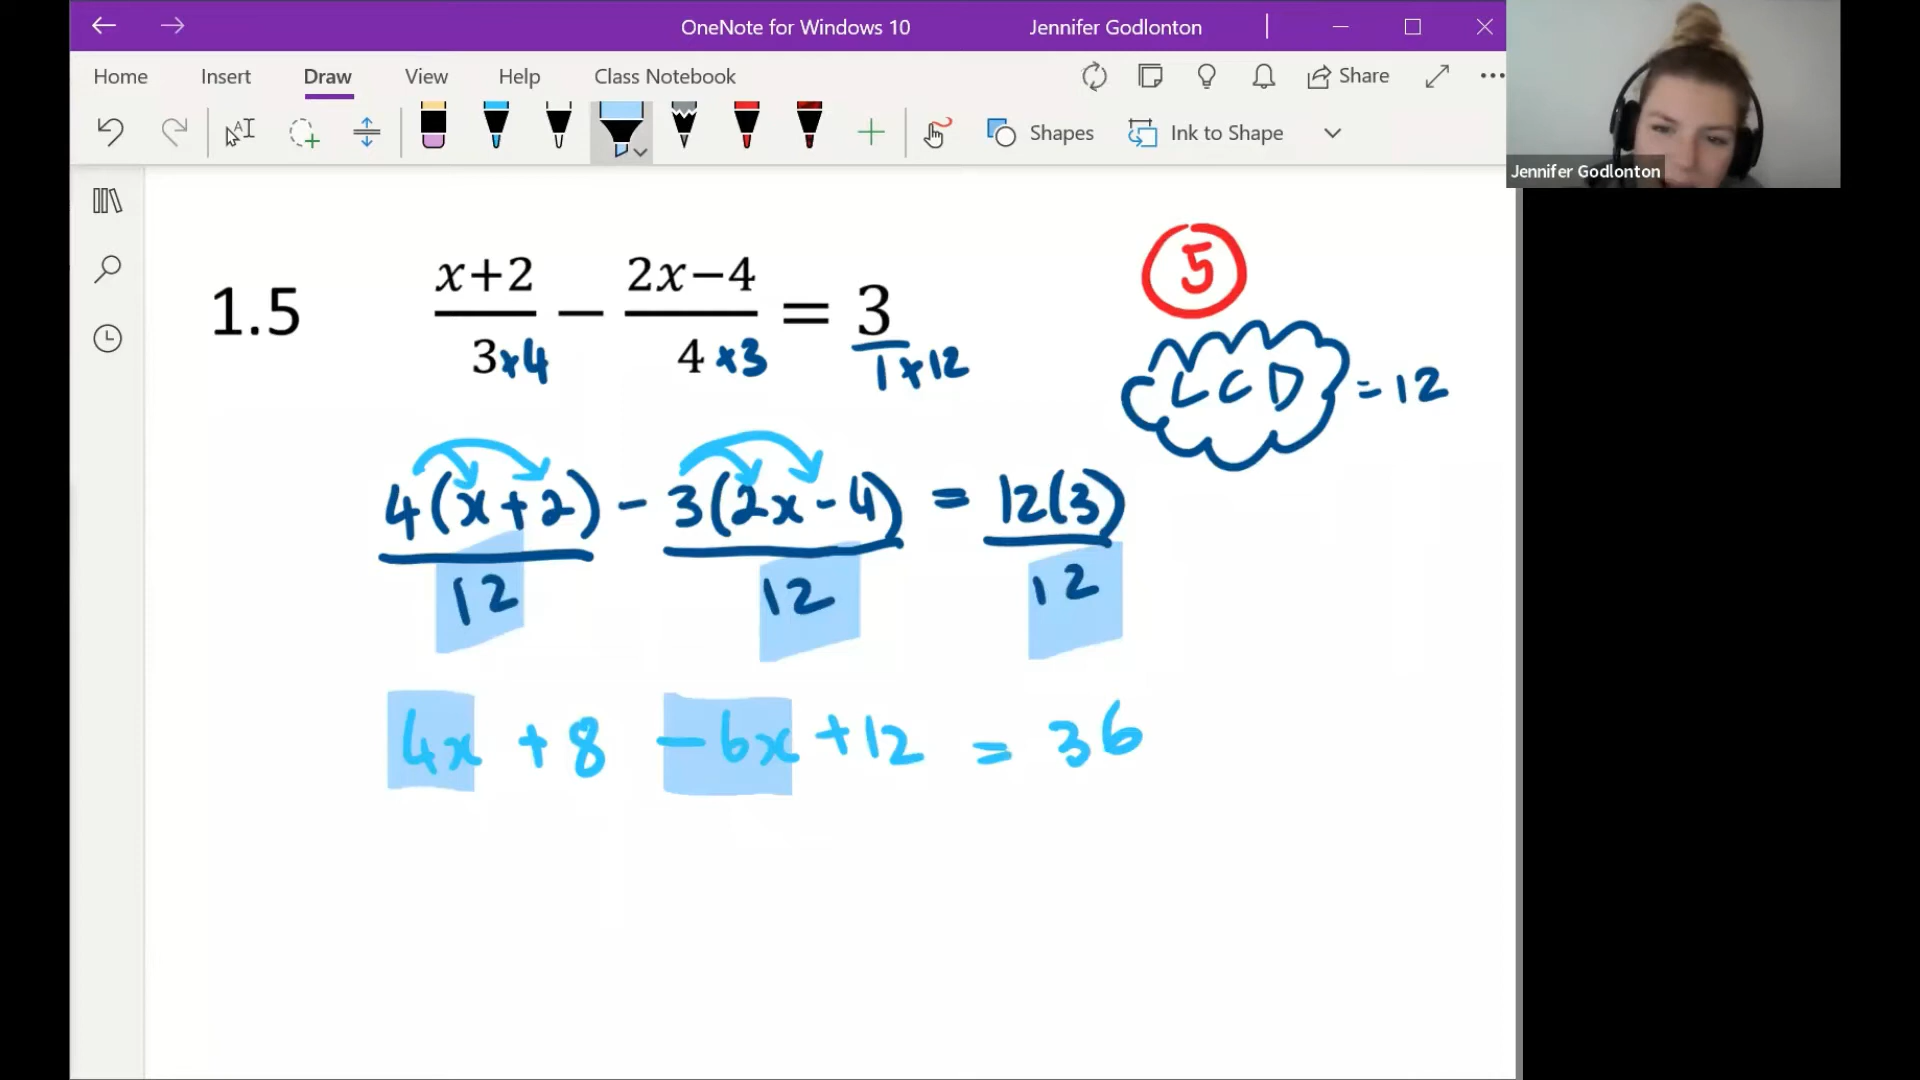 OneNote for Windows 10 Jennifer Godlonton
Home Insert Draw View Help Class Notebook Share
Shapes Ink to Shape
Jennifer Godlonton
5
1.5 x+2/3 − 2x−4/4 = 3
×4 ×3 /1 ×12
LCD = 12
4(x+2)/12 - 3(2x-4)/12 = 12(3)/12
4x + 8 - 6x + 12 = 36